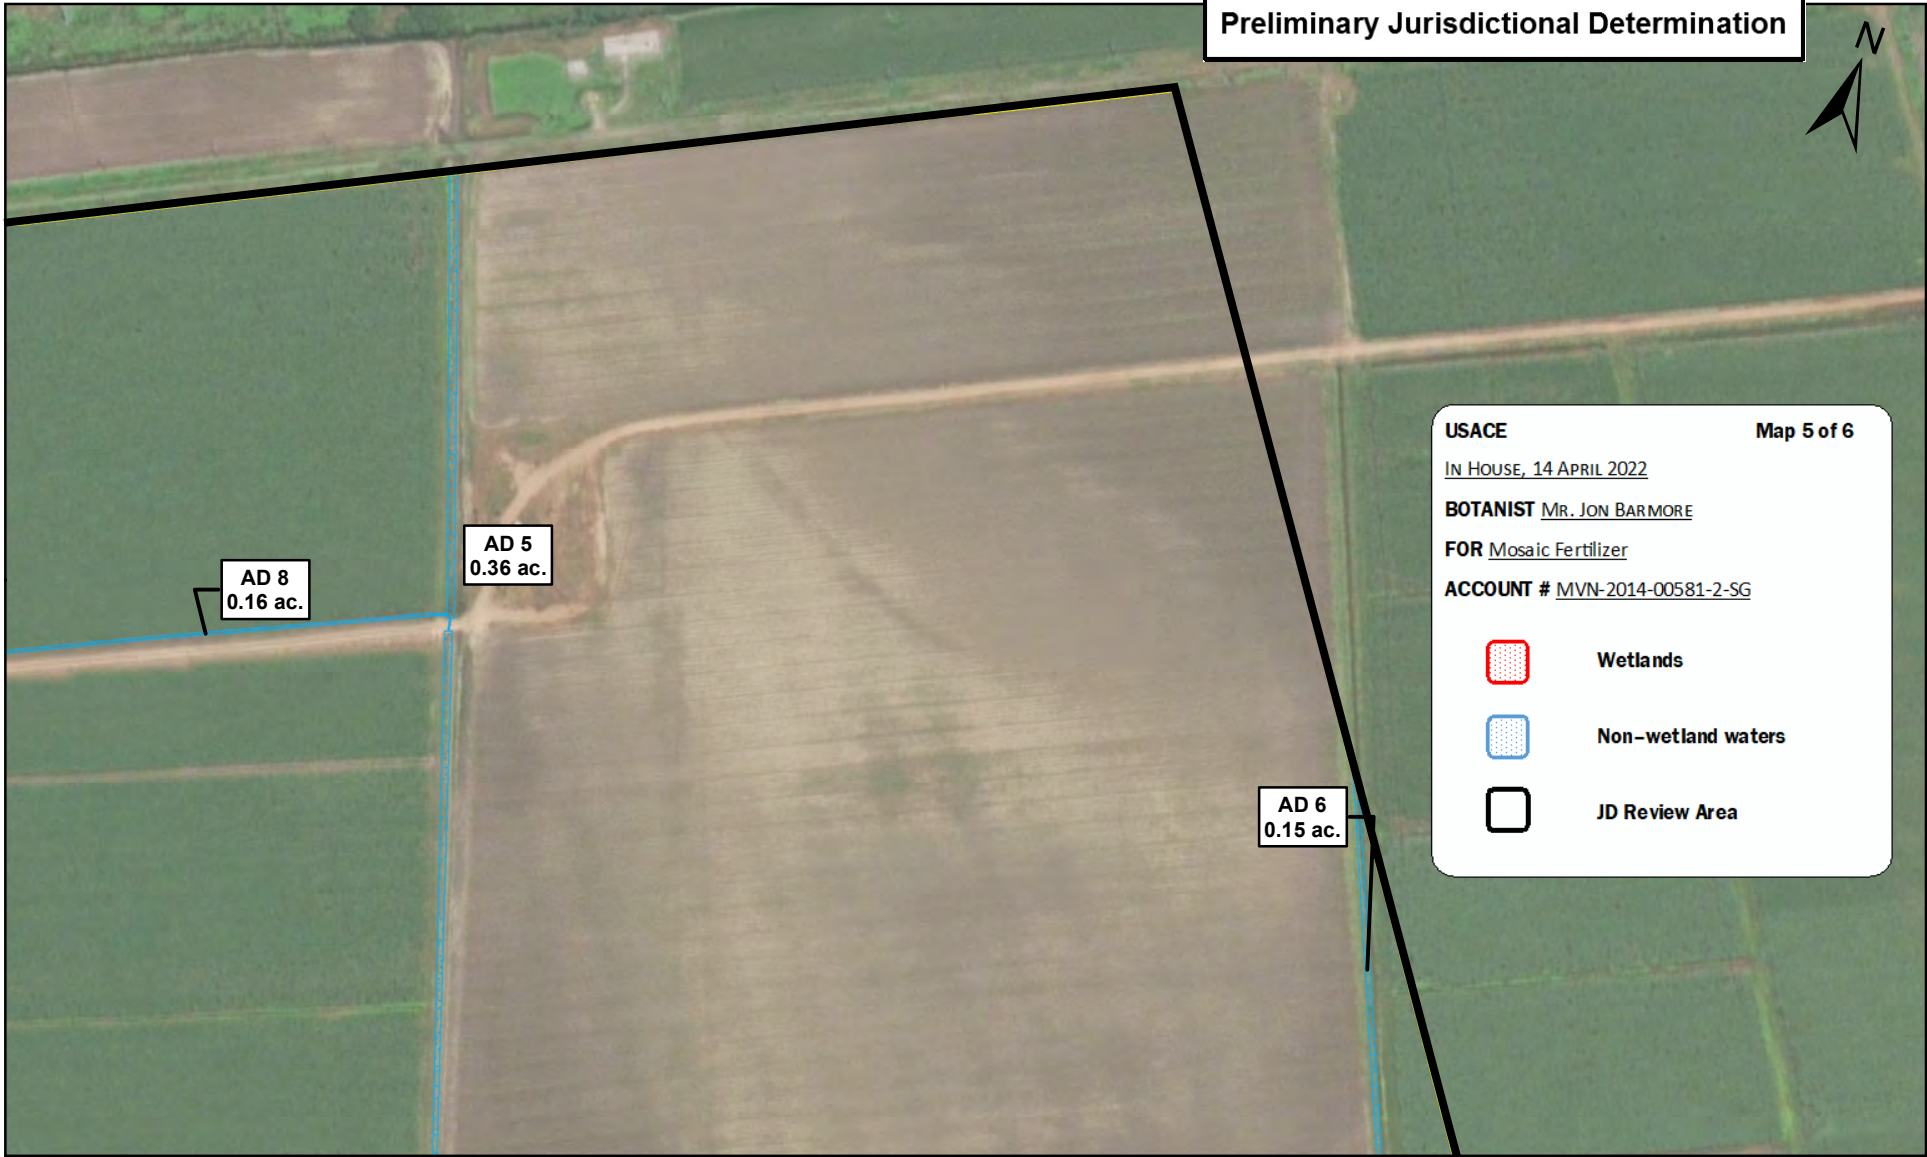 Preliminary Jurisdictional Determination
N
USACE Map 5 of 6
IN HOUSE, 14 APRIL 2022
BOTANIST MR. JON BARMORE
FOR Mosaic Fertilizer
ACCOUNT # MVN-2014-00581-2-SG
Wetlands
Non-wetland waters
JD Review Area
AD 5
0.36 ac.
AD 8
0.16 ac.
AD 6
0.15 ac.